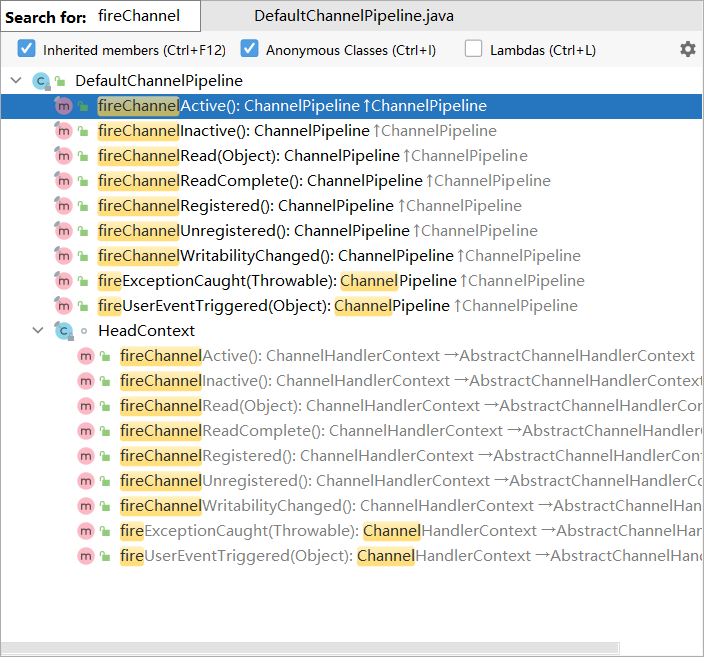 Search for: fireChannel DefaultChannelPipeline.java
Inherited members (Ctrl+F12) Anonymous Classes (Ctrl+I) Lambdas (Ctrl+L)
DefaultChannelPipeline
fireChannelActive(): ChannelPipeline ↑ChannelPipeline
fireChannelInactive(): ChannelPipeline ↑ChannelPipeline
fireChannelRead(Object): ChannelPipeline ↑ChannelPipeline
fireChannelReadComplete(): ChannelPipeline ↑ChannelPipeline
fireChannelRegistered(): ChannelPipeline ↑ChannelPipeline
fireChannelUnregistered(): ChannelPipeline ↑ChannelPipeline
fireChannelWritabilityChanged(): ChannelPipeline ↑ChannelPipeline
fireExceptionCaught(Throwable): ChannelPipeline ↑ChannelPipeline
fireUserEventTriggered(Object): ChannelPipeline ↑ChannelPipeline
HeadContext
fireChannelActive(): ChannelHandlerContext →AbstractChannelHandlerContext
fireChannelInactive(): ChannelHandlerContext →AbstractChannelHandlerContext
fireChannelRead(Object): ChannelHandlerContext →AbstractChannelHandlerCon
fireChannelReadComplete(): ChannelHandlerContext →AbstractChannelHandler
fireChannelRegistered(): ChannelHandlerContext →AbstractChannelHandlerCont
fireChannelUnregistered(): ChannelHandlerContext →AbstractChannelHandlerCo
fireChannelWritabilityChanged(): ChannelHandlerContext →AbstractChannelHan
fireExceptionCaught(Throwable): ChannelHandlerContext →AbstractChannelHan
fireUserEventTriggered(Object): ChannelHandlerContext →AbstractChannelHand